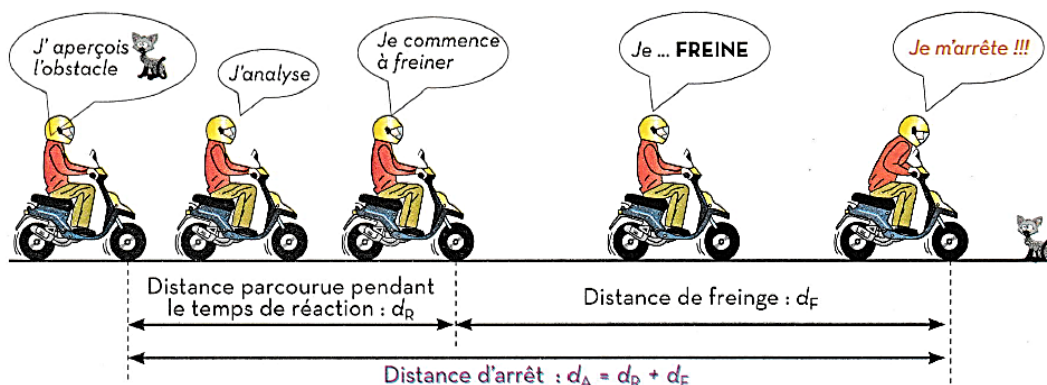 J'aperçois
l'obstacle
J'analyse
Je commence
à freiner
Je ... FREINE
Je m'arrête !!!
Distance parcourue pendant
le temps de réaction : dR
Distance de freinge : dF
Distance d'arrêt : dA = dR + dF